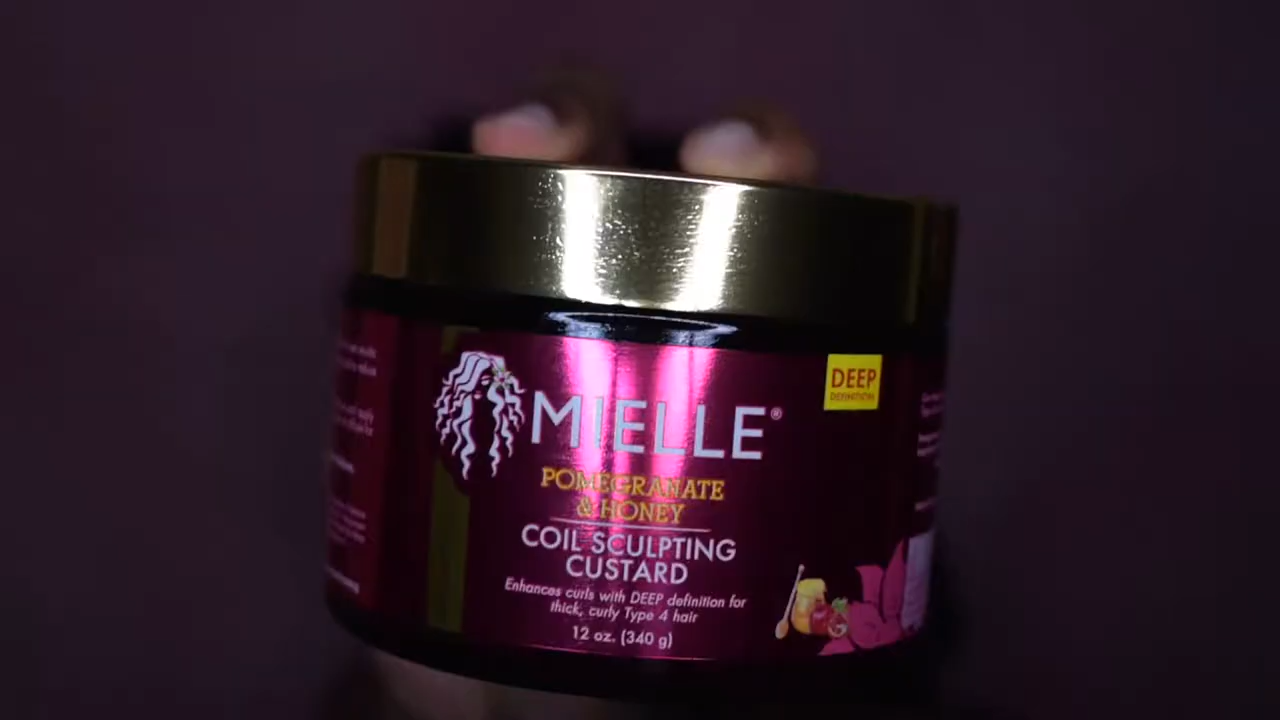 DEEP
DEFINITION
MIELLE®
POMEGRANATE
& HONEY
COIL SCULPTING
CUSTARD
Enhances curls with DEEP definition for
thick, curly Type 4 hair
12 oz. (340 g)